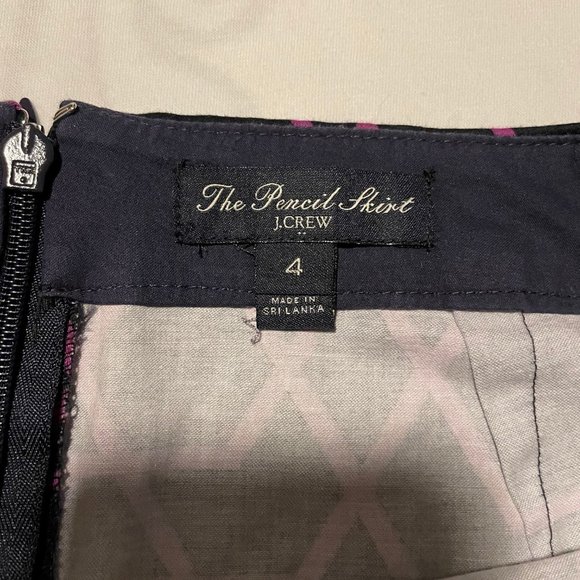 The Pencil Skirt
J.CREW
4
MADE IN
SRI LANKA